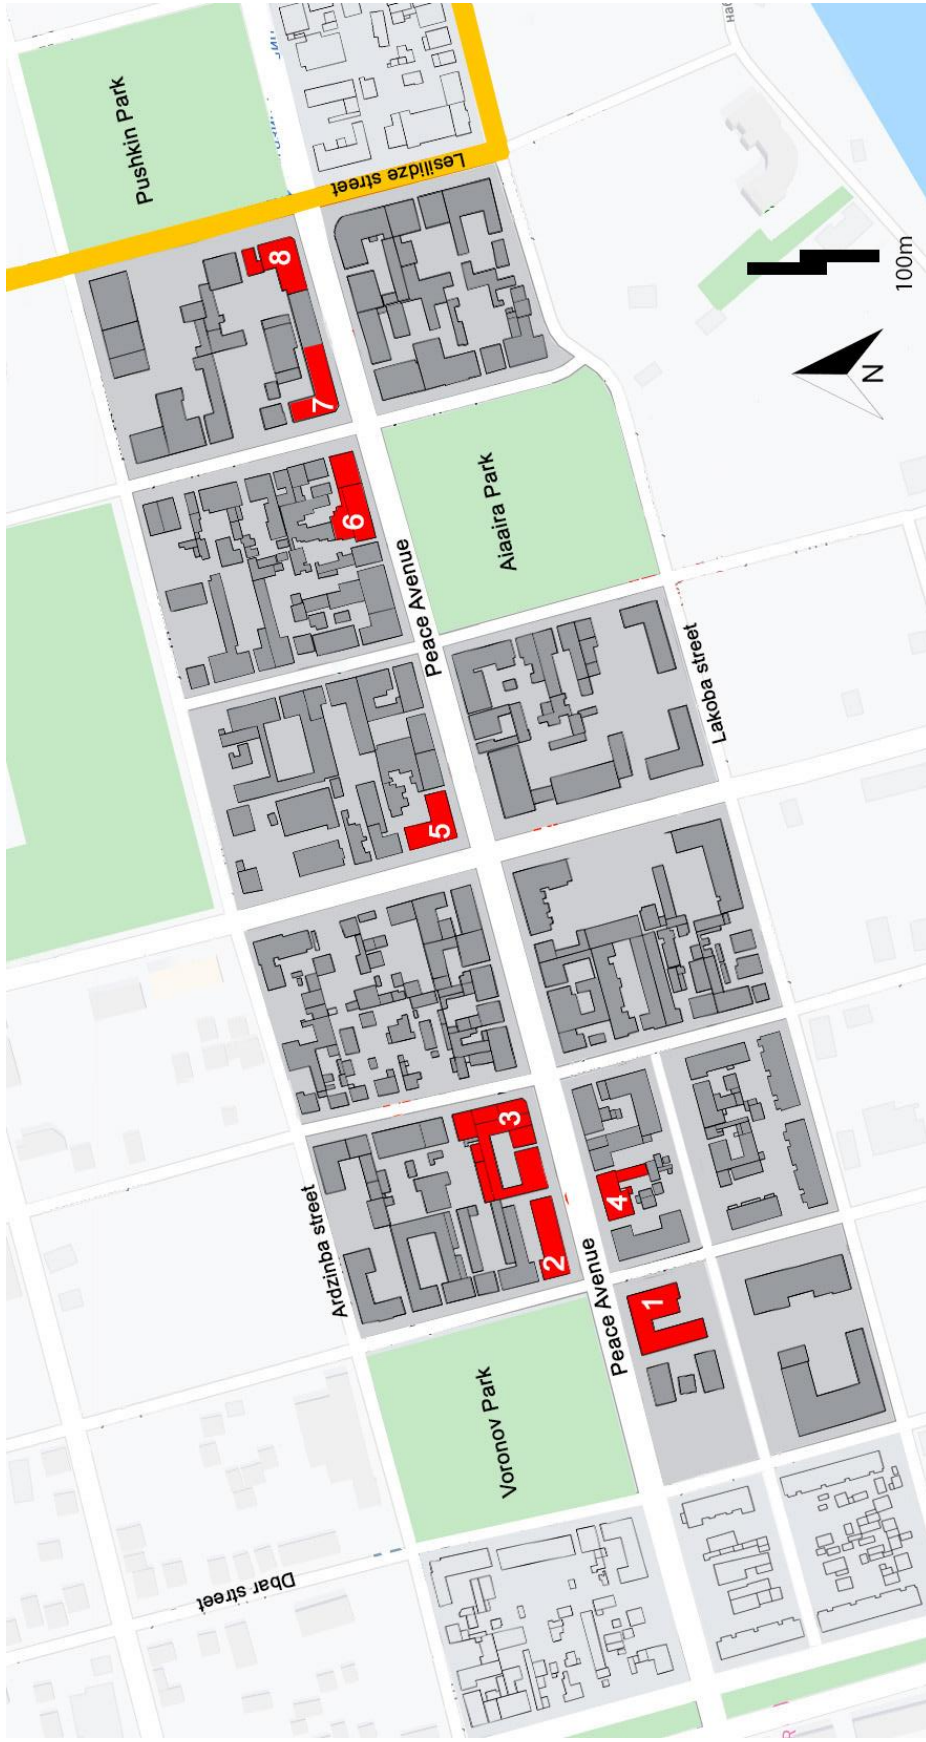 Pushkin Park
Lesilidze street
8
7
6
Peace Avenue
Aiaaira Park
100m
N
5
Lakoba street
3
2
4
Ardzinba street
Peace Avenue
1
Voronov Park
Dbar street